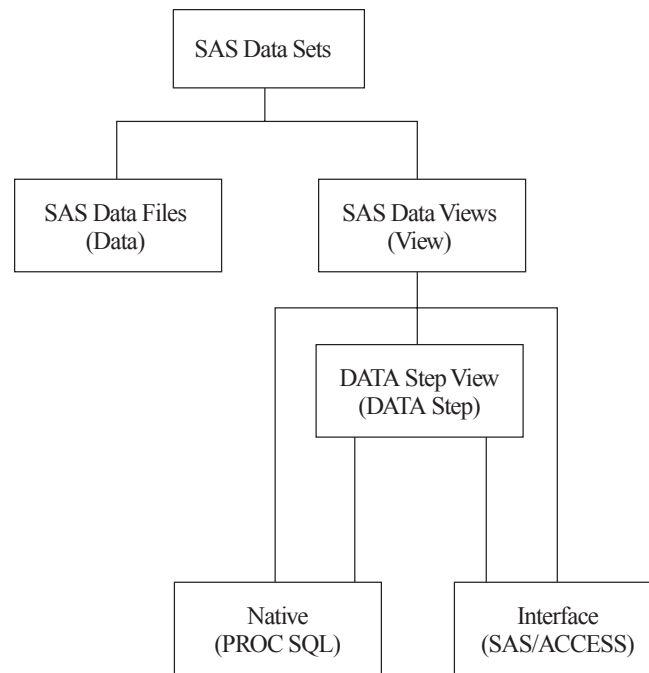 SAS Data Sets
SAS Data Files
(Data)
SAS Data Views
(View)
DATA Step View
(DATA Step)
Native
(PROC SQL)
Interface
(SAS/ACCESS)